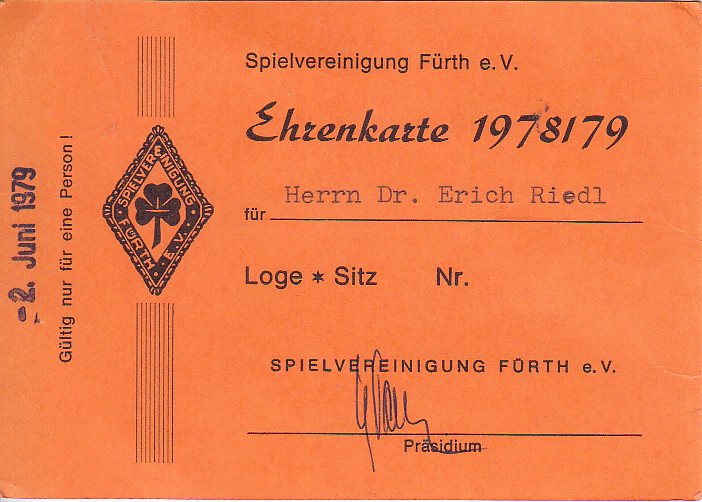 Spielvereinigung Fürth e.V.
Ehrenkarte 1978/79
Herrn Dr. Erich Riedl
für
Loge * Sitz Nr.
SPIELVEREINIGUNG FÜRTH e.V.
Präsidium
SPIELVEREINIGUNG
FÜRTH · E.V.
Gültig nur für eine Person!
-2. Juni 1979